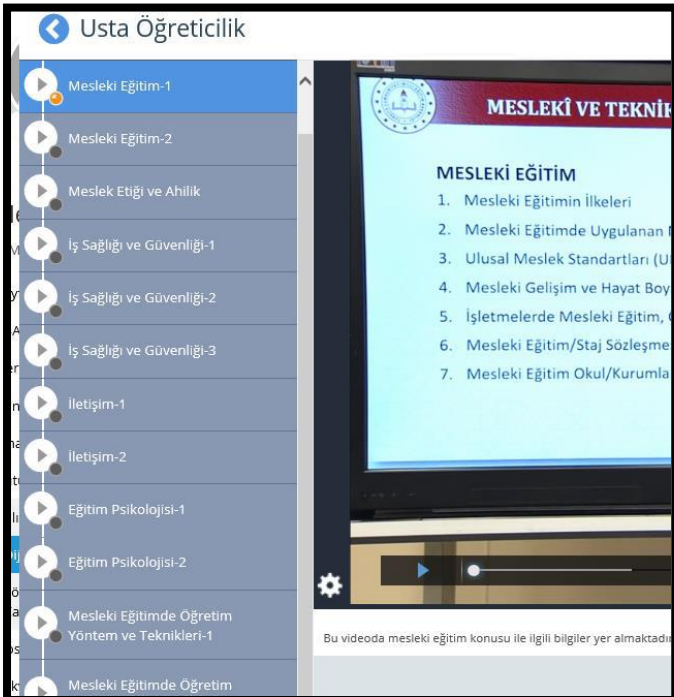 Usta Öğreticilik
Mesleki Eğitim-1
Mesleki Eğitim-2
Meslek Etiği ve Ahilik
İş Sağlığı ve Güvenliği-1
İş Sağlığı ve Güvenliği-2
İş Sağlığı ve Güvenliği-3
İletişim-1
İletişim-2
Eğitim Psikolojisi-1
Eğitim Psikolojisi-2
Mesleki Eğitimde Öğretim
Yöntem ve Teknikleri-1
Mesleki Eğitimde Öğretim
MESLEKÎ VE TEKNİK
MESLEKİ EĞİTİM
1. Mesleki Eğitimin İlkeleri
2. Mesleki Eğitimde Uygulanan
3. Ulusal Meslek Standartları (U
4. Mesleki Gelişim ve Hayat Boy
5. İşletmelerde Mesleki Eğitim,
6. Mesleki Eğitim/Staj Sözleşme
7. Mesleki Eğitim Okul/Kurumla
Bu videoda mesleki eğitim konusu ile ilgili bilgiler yer almaktadır